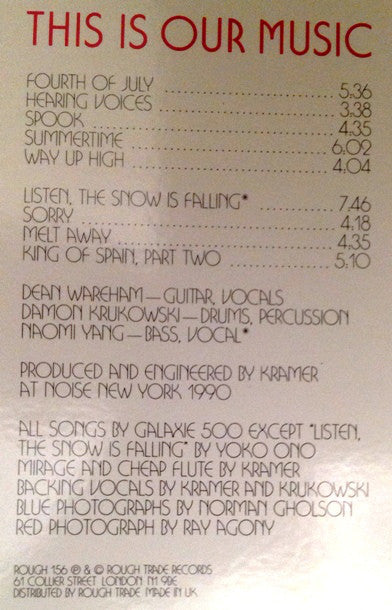 THIS IS OUR MUSIC
FOURTH OF JULY ........................ 5:36
HEARING VOICES ........................ 3:38
SPOOK ........................ 4:35
SUMMERTIME ........................ 6:02
WAY UP HIGH ........................ 4:04
LISTEN, THE SNOW IS FALLING* ............ 7:46
SORRY ........................ 4:18
MELT AWAY ........................ 4:35
KING OF SPAIN, PART TWO ............ 5:10
DEAN WAREHAM — GUITAR, VOCALS
DAMON KRUKOWSKI — DRUMS, PERCUSSION
NAOMI YANG — BASS, VOCAL*
PRODUCED AND ENGINEERED BY KRAMER
AT NOISE NEW YORK 1990
ALL SONGS BY GALAXIE 500 EXCEPT "LISTEN,
THE SNOW IS FALLING" BY YOKO ONO
MIRAGE AND CHEAP FLUTE BY KRAMER
BACKING VOCALS BY KRAMER AND KRUKOWSKI
BLUE PHOTOGRAPHS BY NORMAN GHOLSON
RED PHOTOGRAPH BY RAY AGONY
ROUGH 156 ℗ & © ROUGH TRADE RECORDS
61 COLLIER STREET LONDON N1 9BE
DISTRIBUTED BY ROUGH TRADE MADE IN UK